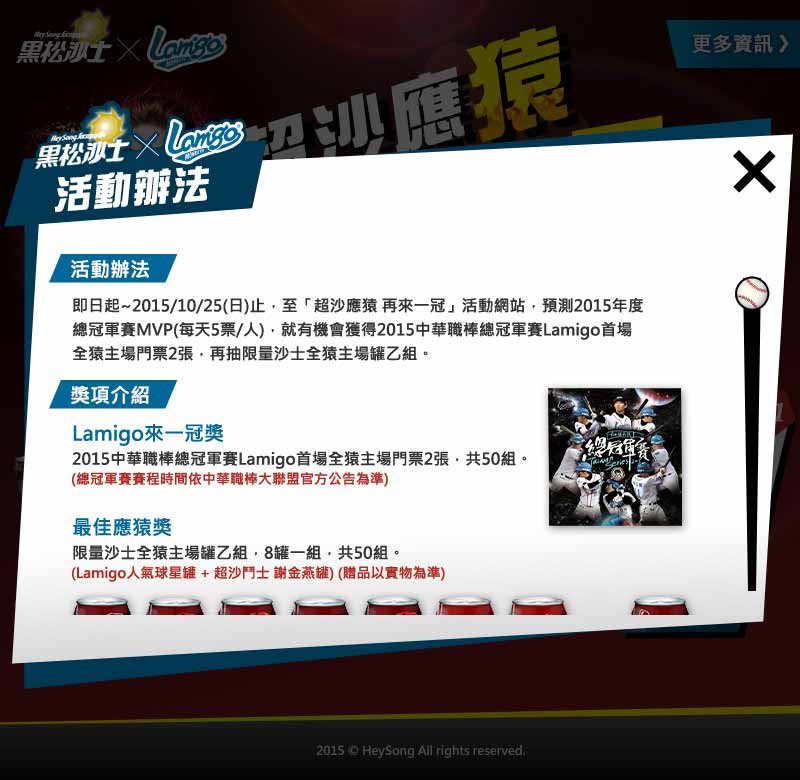 HeySong Sarsaparilla
黑松沙士 × Lamigo
更多資訊
超沙應猿
HeySong Sarsaparilla
黑松沙士 × Lamigo
MONKEYS
活動辦法
活動辦法
即日起~2015/10/25(日)止，至「超沙應猿 再來一冠」活動網站，預測2015年度
總冠軍賽MVP(每天5票/人)，就有機會獲得2015中華職棒總冠軍賽Lamigo首場
全猿主場門票2張，再抽限量沙士全猿主場罐乙組。
獎項介紹
Lamigo來一冠獎
2015中華職棒總冠軍賽Lamigo首場全猿主場門票2張，共50組。
(總冠軍賽賽程時間依中華職棒大聯盟官方公告為準)
總冠軍賽
Taiwan Series
最佳應猿獎
限量沙士全猿主場罐乙組，8罐一組，共50組。
(Lamigo人氣球星罐 + 超沙鬥士 謝金燕罐) (贈品以實物為準)
2015 © HeySong All rights reserved.